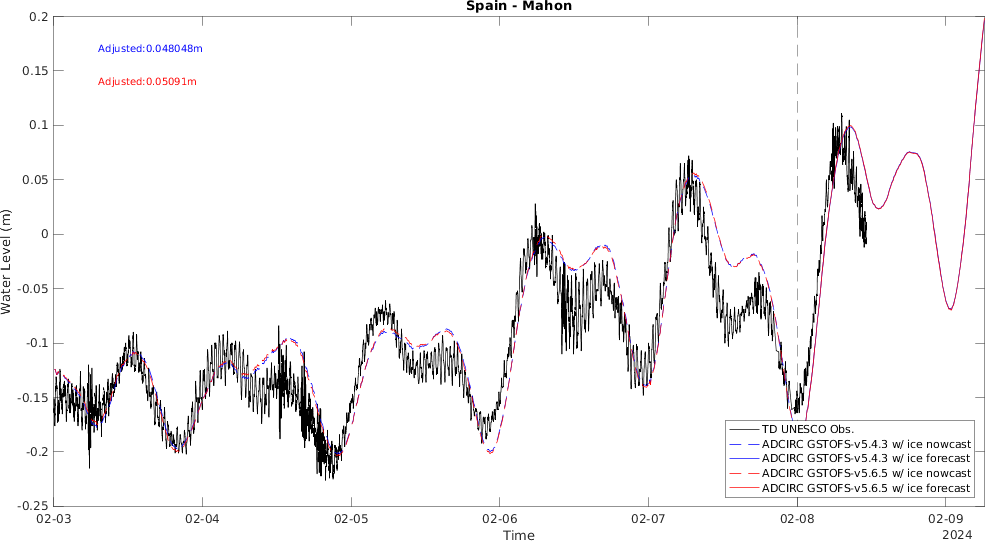 Spain - Mahon
Adjusted:0.048048m
Adjusted:0.05091m
Water Level (m)
0.2
0.15
0.1
0.05
0
-0.05
-0.1
-0.15
-0.2
-0.25
TD UNESCO Obs.
ADCIRC GSTOFS-v5.4.3 w/ ice nowcast
ADCIRC GSTOFS-v5.4.3 w/ ice forecast
ADCIRC GSTOFS-v5.6.5 w/ ice nowcast
ADCIRC GSTOFS-v5.6.5 w/ ice forecast
02-03 02-04 02-05 02-06 02-07 02-08 02-09
Time
2024